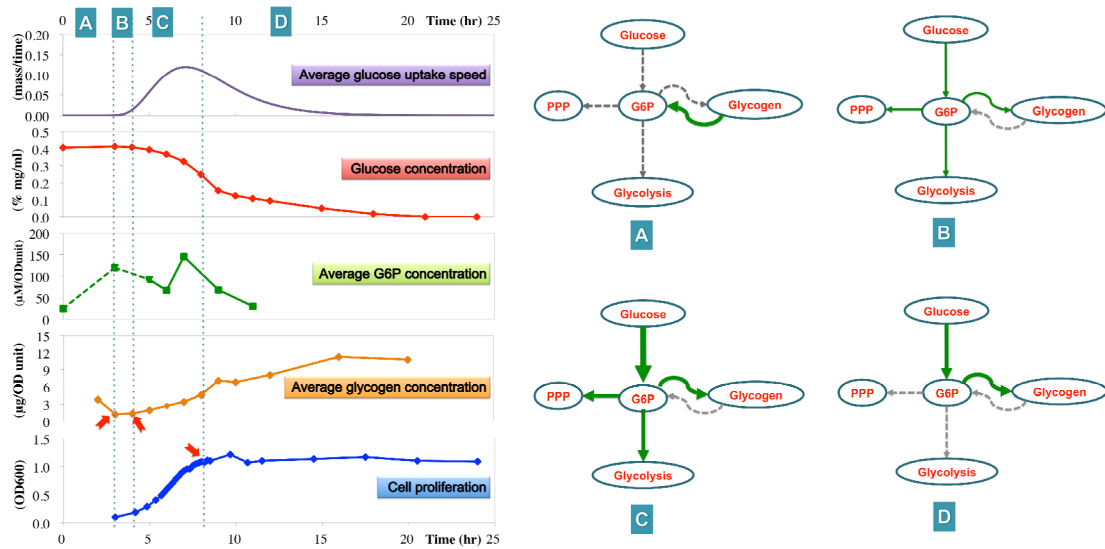 0 5 10 15 20 25 Time (hr)
A B C D
(mass/time)
0.20
0.15
0.10
0.05
0.00
Average glucose uptake speed
(% mg/ml)
0.5
0.4
0.3
0.2
0.1
0.0
Glucose concentration
(μM/ODunit)
200
150
100
50
0
Average G6P concentration
(μg/OD unit)
15
12
9
6
3
0
Average glycogen concentration
(OD600)
1.5
1.0
0.5
0.0
Cell proliferation
0 5 10 15 20 Time (hr) 25
Glucose
PPP G6P Glycogen
Glycolysis
A
Glucose
PPP G6P Glycogen
Glycolysis
B
Glucose
PPP G6P Glycogen
Glycolysis
C
Glucose
PPP G6P Glycogen
Glycolysis
D